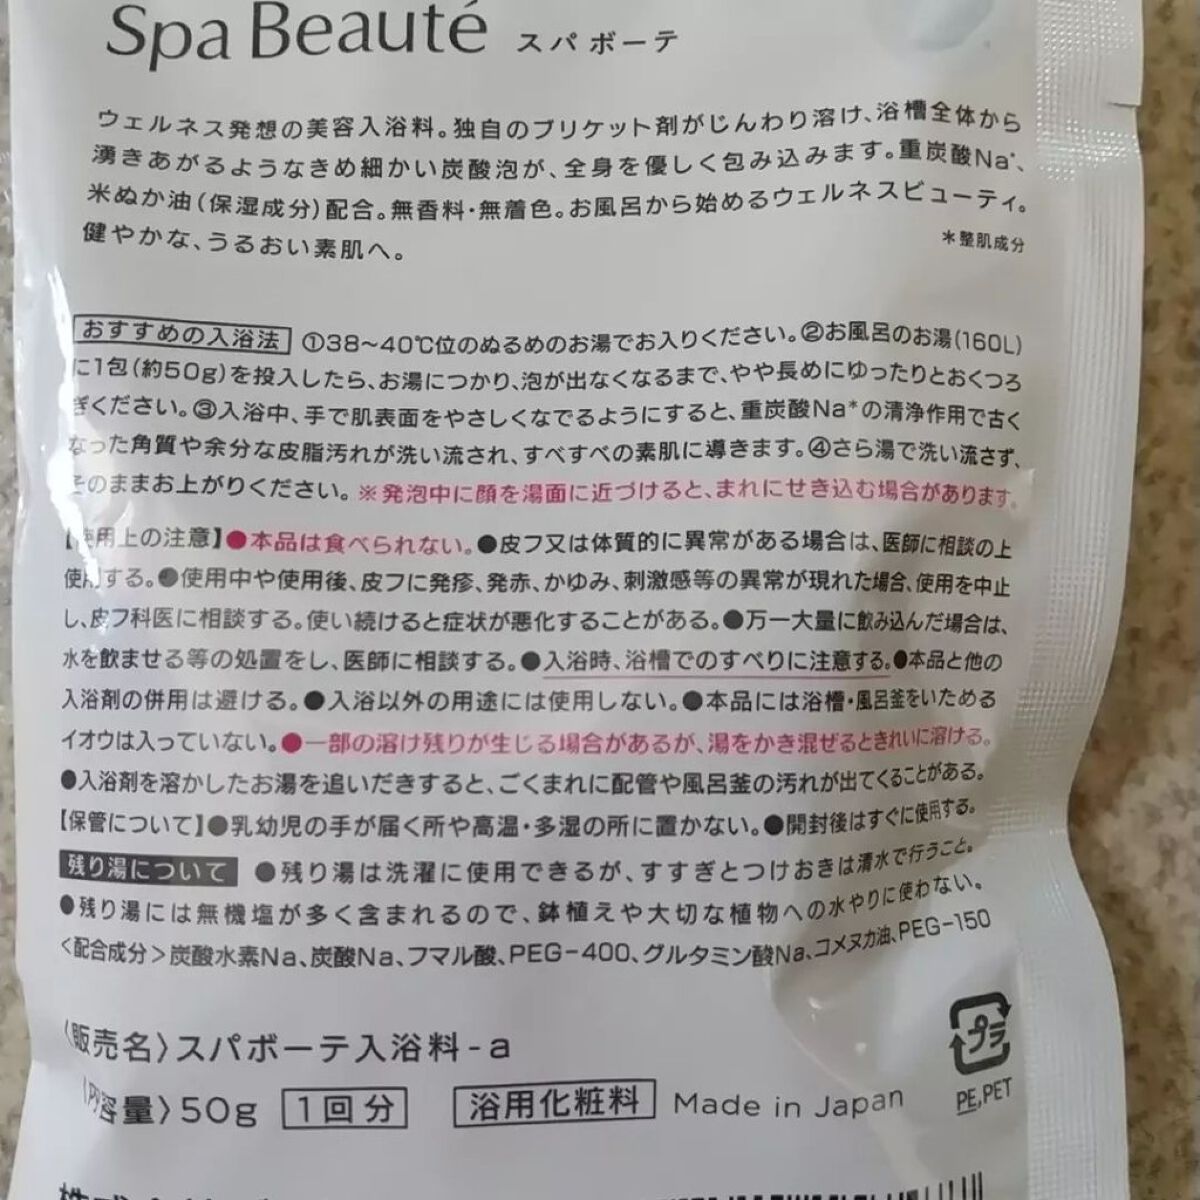 Spa Beauté スパ ボーテ
ウェルネス発想の美容入浴料。独自のブリケット剤がじんわり溶け、浴槽全体から
湧きあがるようなきめ細かい炭酸泡が、全身を優しく包み込みます。重炭酸Na*、
米ぬか油(保湿成分)配合。無香料・無着色。お風呂から始めるウェルネスビューティ。
健やかな、うるおい素肌へ。
＊整肌成分
おすすめの入浴法 ①38~40℃位のぬるめのお湯でお入りください。②お風呂のお湯(160L)
に1包(約50g)を投入したら、お湯につかり、泡が出なくなるまで、やや長めにゆったりとおくつろ
ぎください。③入浴中、手で肌表面をやさしくなでるようにすると、重炭酸Na*の清浄作用で古く
なった角質や余分な皮脂汚れが洗い流され、すべすべの素肌に導きます。④さら湯で洗い流さず、
そのままお上がりください。※発泡中に顔を湯面に近づけると、まれにせき込む場合があります。
【使用上の注意】●本品は食べられない。●皮フ又は体質的に異常がある場合は、医師に相談の上
使用する。●使用中や使用後、皮フに発疹、発赤、かゆみ、刺激感等の異常が現れた場合、使用を中止
し、皮フ科医に相談する。使い続けると症状が悪化することがある。●万一大量に飲み込んだ場合は、
水を飲ませる等の処置をし、医師に相談する。●入浴時、浴槽でのすべりに注意する。●本品と他の
入浴剤の併用は避ける。●入浴以外の用途には使用しない。●本品には浴槽・風呂釜をいためる
イオウは入っていない。●一部の溶け残りが生じる場合があるが、湯をかき混ぜるときれいに溶ける。
●入浴剤を溶かしたお湯を追いだきすると、ごくまれに配管や風呂釜の汚れが出てくることがある。
【保管について】●乳幼児の手が届く所や高温・多湿の所に置かない。●開封後はすぐに使用する。
残り湯について ●残り湯は洗濯に使用できるが、すすぎとつけおきは清水で行うこと。
●残り湯には無機塩が多く含まれるので、鉢植えや大切な植物への水やりに使わない。
<配合成分>炭酸水素Na、炭酸Na、フマル酸、PEG-400、グルタミン酸Na、コメヌカ油、PEG-150
〈販売名〉スパボーテ入浴料-a
プラ
〈内容量〉50g 1回分 浴用化粧料 Made in Japan
PE,PET